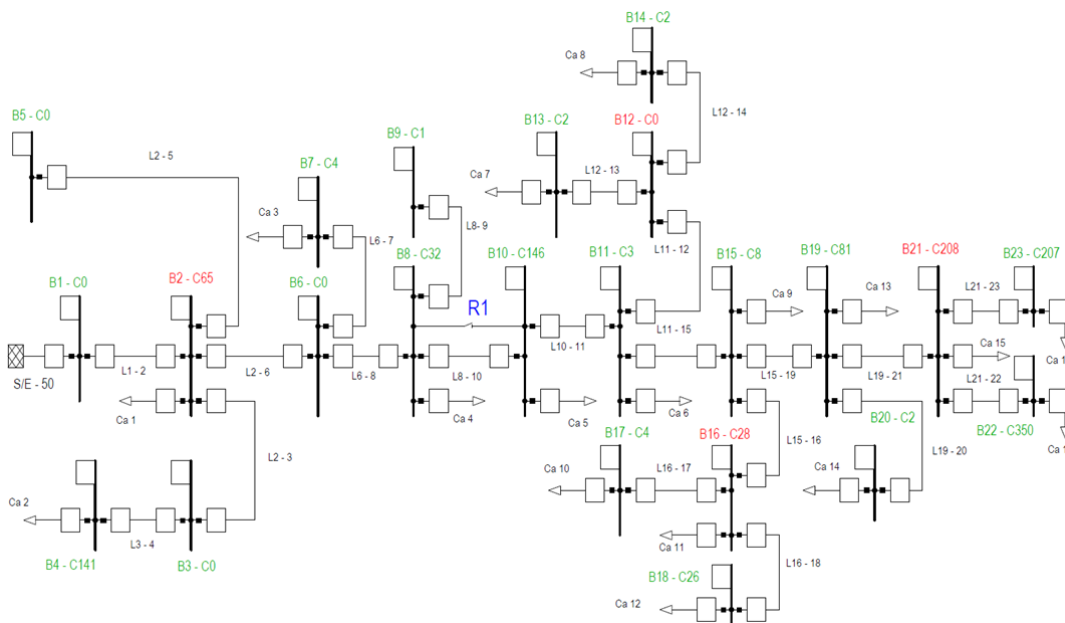 B14 - C2
Ca 8
L12 - 14
B5 - C0
B9 - C1
B13 - C2
B12 - C0
L2 - 5
B7 - C4
Ca 7
L12 - 13
Ca 3
L6 - 7
L8- 9
L11 - 12
B1 - C0
B2 - C65
B6 - C0
B8 - C32
B10 - C146
B11 - C3
B15 - C8
B19 - C81
B21 - C208
B23 - C207
R1
Ca 9
Ca 13
L21 - 23
L10 - 11
L11 - 15
Ca 15
Ca 1
S/E - 50
L1 - 2
L2 - 6
L6 - 8
L8 - 10
L15 - 19
L19 - 21
L21 - 22
Ca 1
Ca 4
Ca 5
Ca 6
B20 - C2
B22 - C350
Ca 1
B17 - C4
B16 - C28
L15 - 16
L19 - 20
L2 - 3
Ca 10
L16 - 17
Ca 14
Ca 2
L3 - 4
Ca 11
B4 - C141
B3 - C0
L16 - 18
B18 - C26
Ca 12